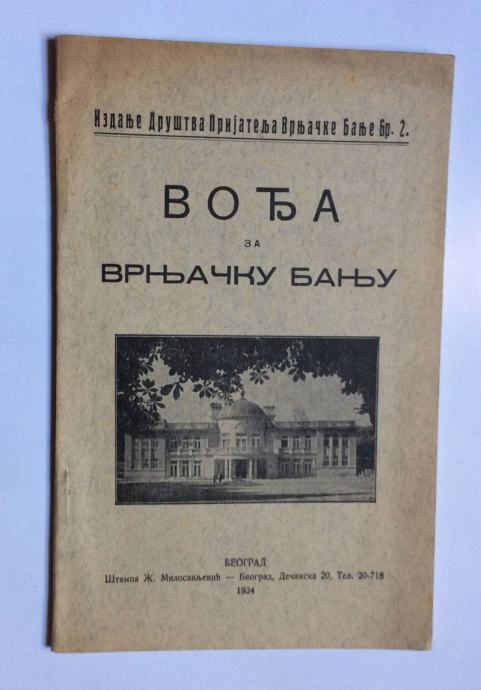 Издање Друштва Пријатеља Врњачке Бање Бр. 2.
ВОЂА
ЗА
ВРЊАЧКУ БАЊУ
БЕОГРАД
Штампа Ж. Милосављевић — Београд, Дечанска 20, Тел. 20-718
1934